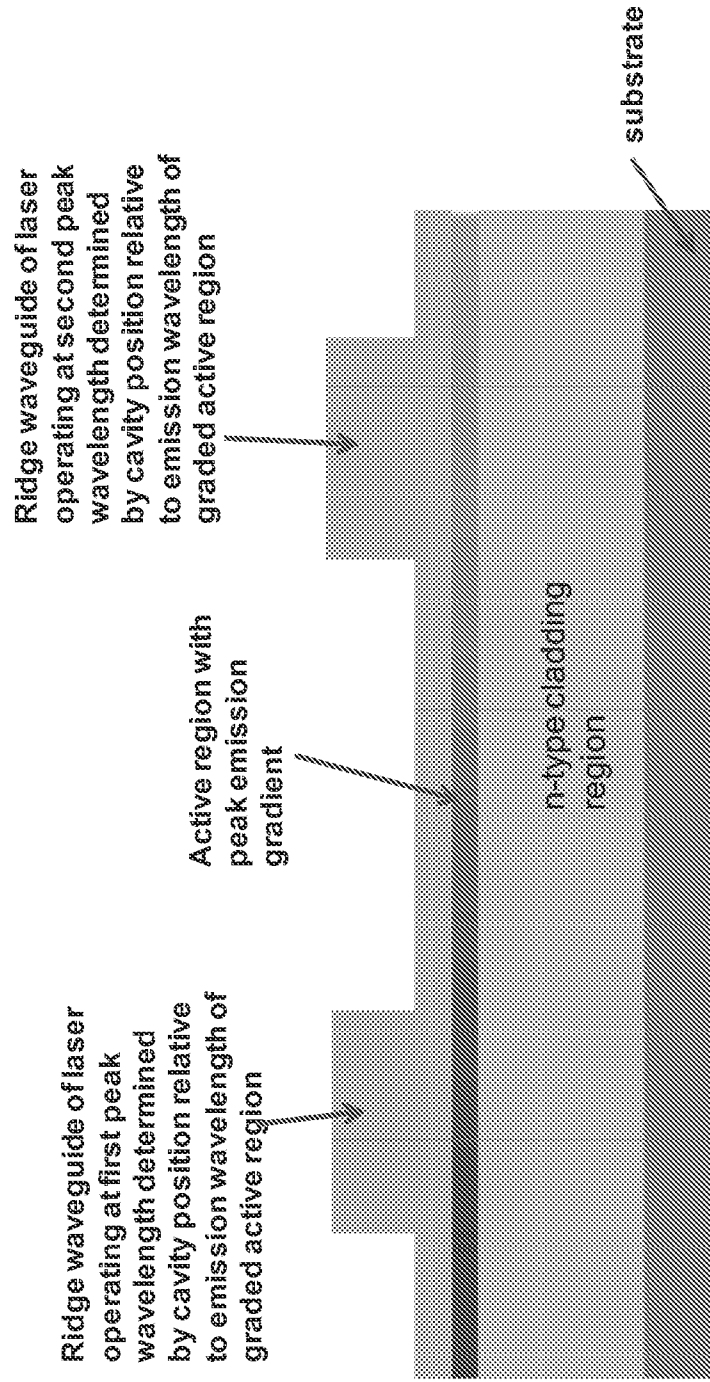 Ridge waveguide of laser
operating at first peak
wavelength determined
by cavity position relative
to emission wavelength of
graded active region
Active region with
peak emission
gradient
Ridge waveguide of laser
operating at second peak
wavelength determined
by cavity position relative
to emission wavelength of
graded active region
n-type cladding
region
substrate